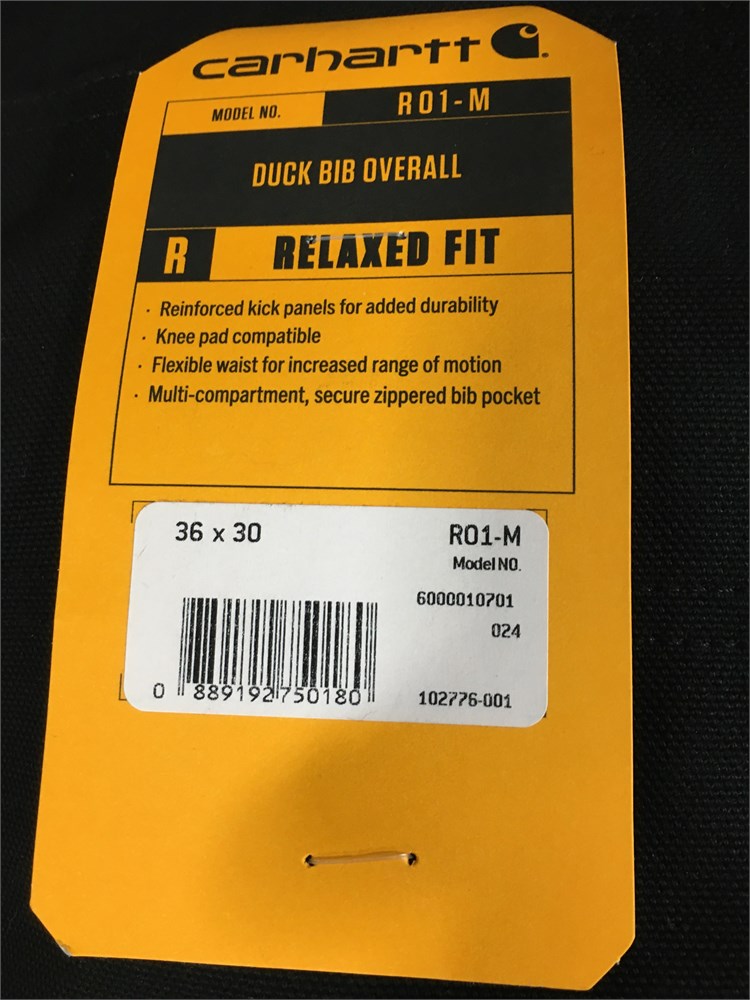 carhartt
MODEL NO. R01-M
DUCK BIB OVERALL
R RELAXED FIT
· Reinforced kick panels for added durability
· Knee pad compatible
· Flexible waist for increased range of motion
· Multi-compartment, secure zippered bib pocket
36 x 30 R01-M
Model NO.
6000010701
024
0 889192750180
102776-001